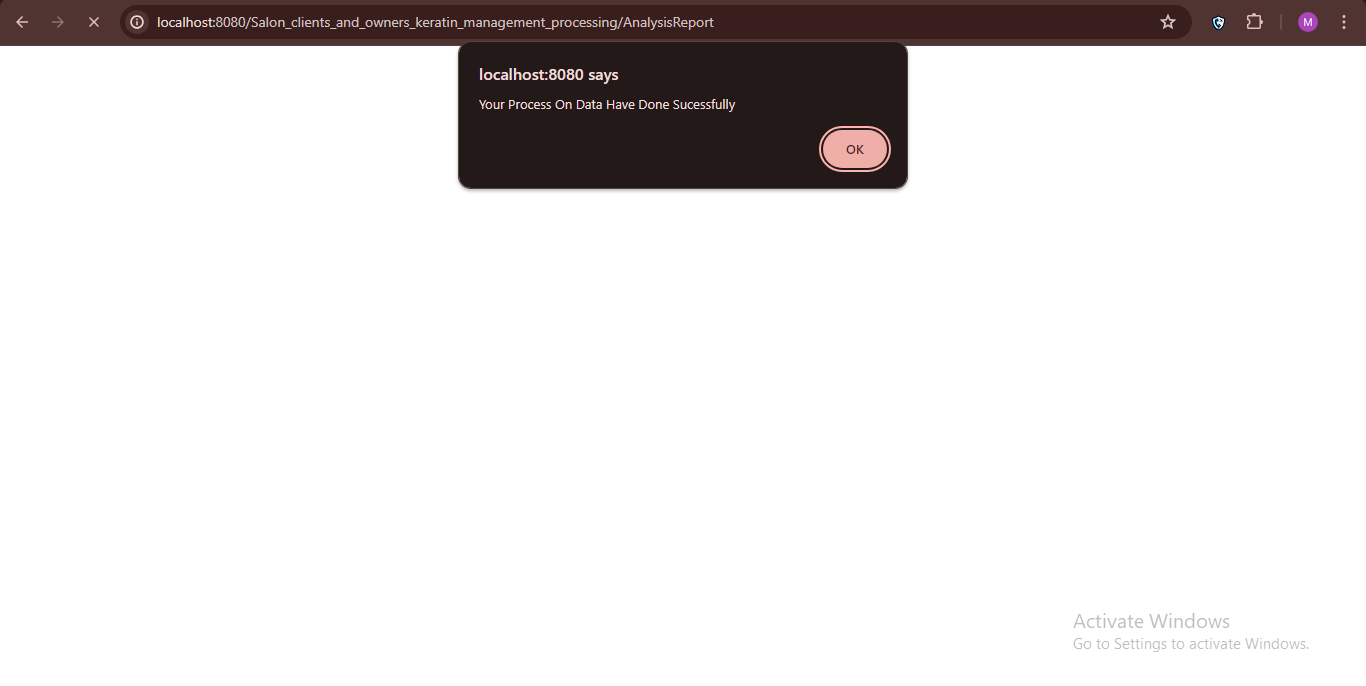 localhost:8080/Salon_clients_and_owners_keratin_management_processing/AnalysisReport
M
localhost:8080 says
Your Process On Data Have Done Sucessfully
OK
Activate Windows
Go to Settings to activate Windows.